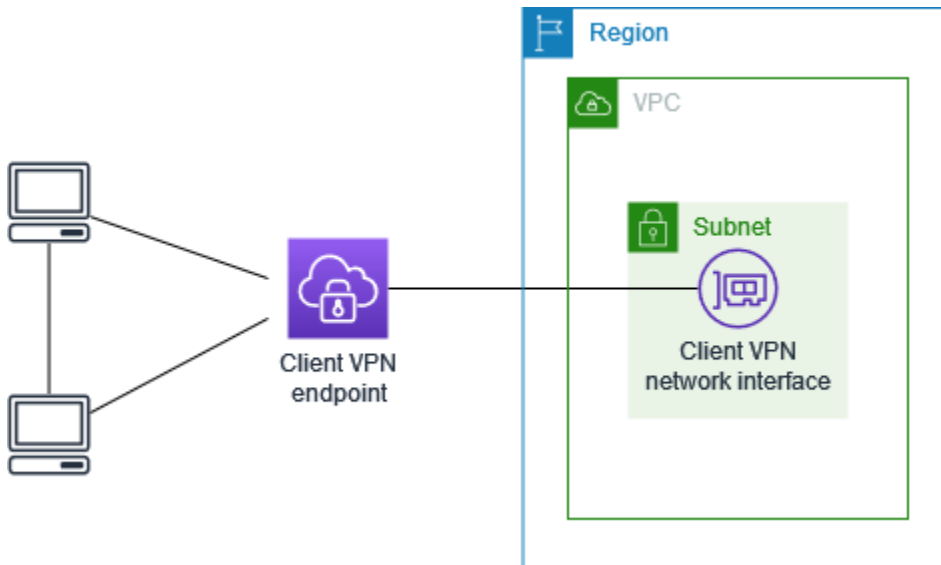 Region
VPC
Subnet
Client VPN
endpoint
Client VPN
network interface